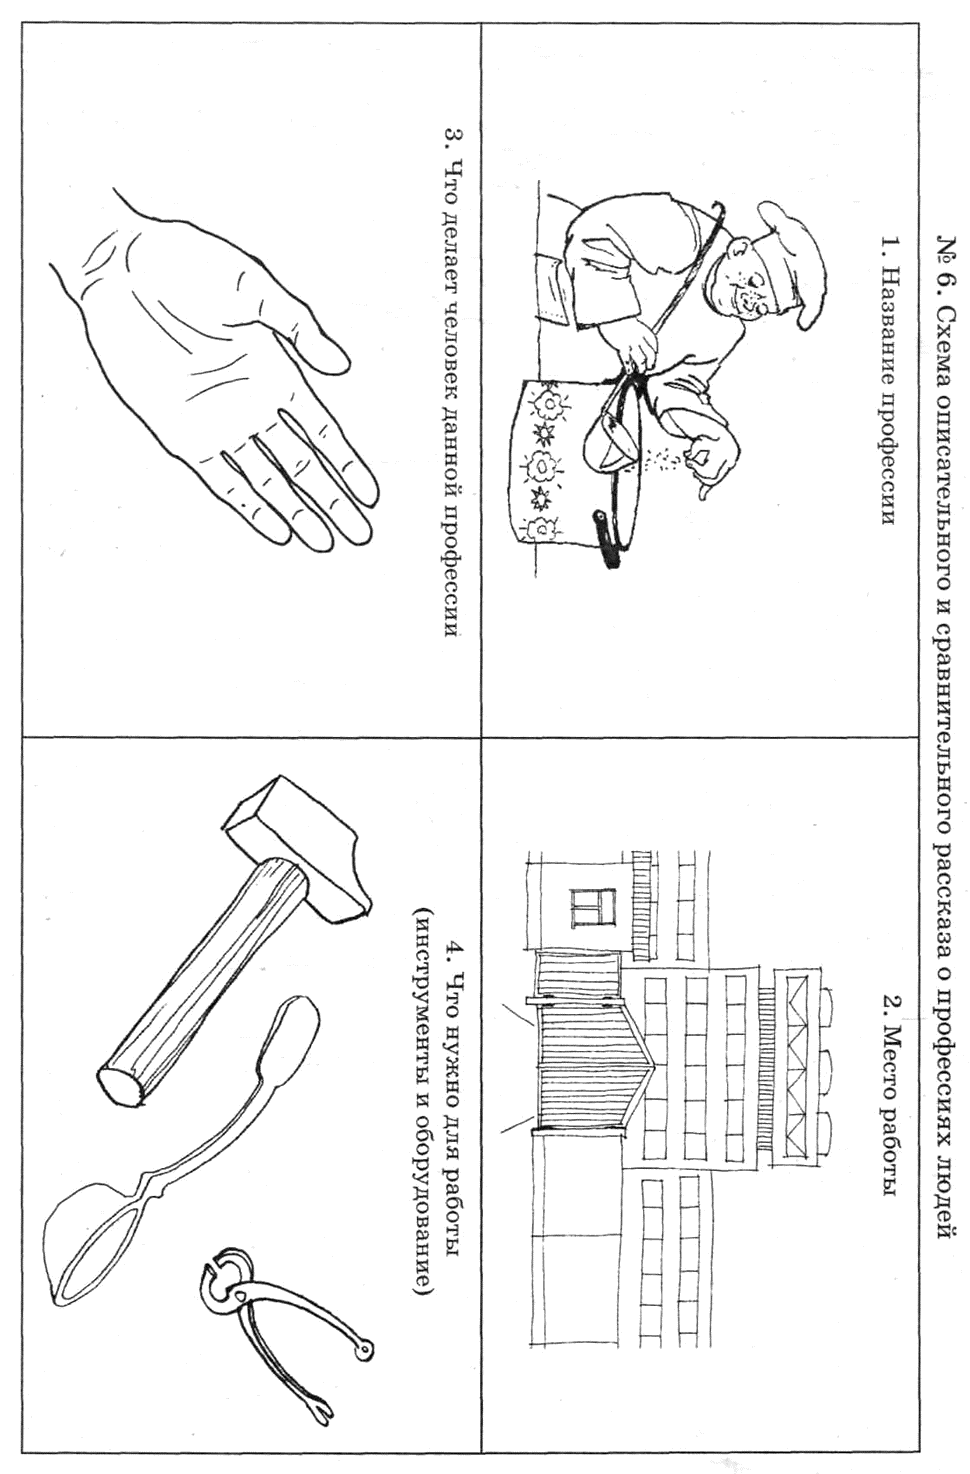 № 6. Схема описательного и сравнительного рассказа о профессиях людей
1. Название профессии
2. Место работы
3. Что делает человек данной профессии
4. Что нужно для работы
(инструменты и оборудование)